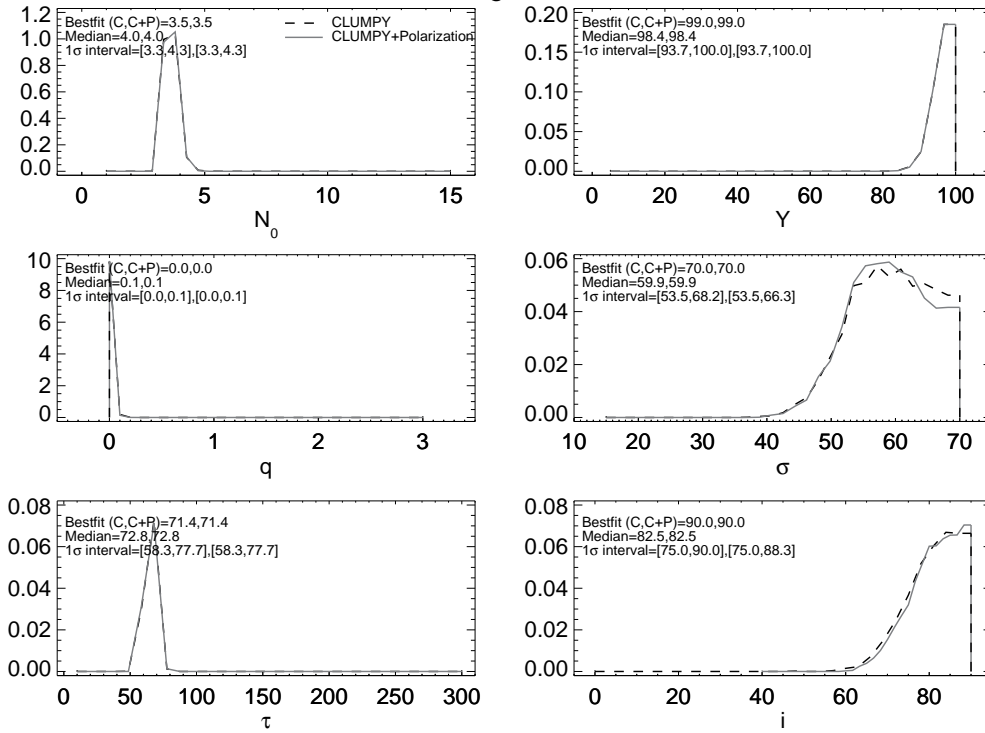 Bestfit (C,C+P)=3.5,3.5
Median=4.0,4.0
1σ interval=[3.3,4.3],[3.3,4.3]
CLUMPY
CLUMPY+Polarization
1.2
1.0
0.8
0.6
0.4
0.2
0.0
0 5 10 15
N₀
Bestfit (C,C+P)=99.0,99.0
Median=98.4,98.4
1σ interval=[93.7,100.0],[93.7,100.0]
0.20
0.15
0.10
0.05
0.00
0 20 40 60 80 100
Y
Bestfit (C,C+P)=0.0,0.0
Median=0.1,0.1
1σ interval=[0.0,0.1],[0.0,0.1]
10
8
6
4
2
0
0 1 2 3
q
Bestfit (C,C+P)=70.0,70.0
Median=59.9,59.9
1σ interval=[53.5,68.2],[53.5,66.3]
0.06
0.04
0.02
0.00
10 20 30 40 50 60 70
σ
Bestfit (C,C+P)=71.4,71.4
Median=72.8,72.8
1σ interval=[58.3,77.7],[58.3,77.7]
0.08
0.06
0.04
0.02
0.00
0 50 100 150 200 250 300
τ
Bestfit (C,C+P)=90.0,90.0
Median=82.5,82.5
1σ interval=[75.0,90.0],[75.0,88.3]
0.08
0.06
0.04
0.02
0.00
0 20 40 60 80
i